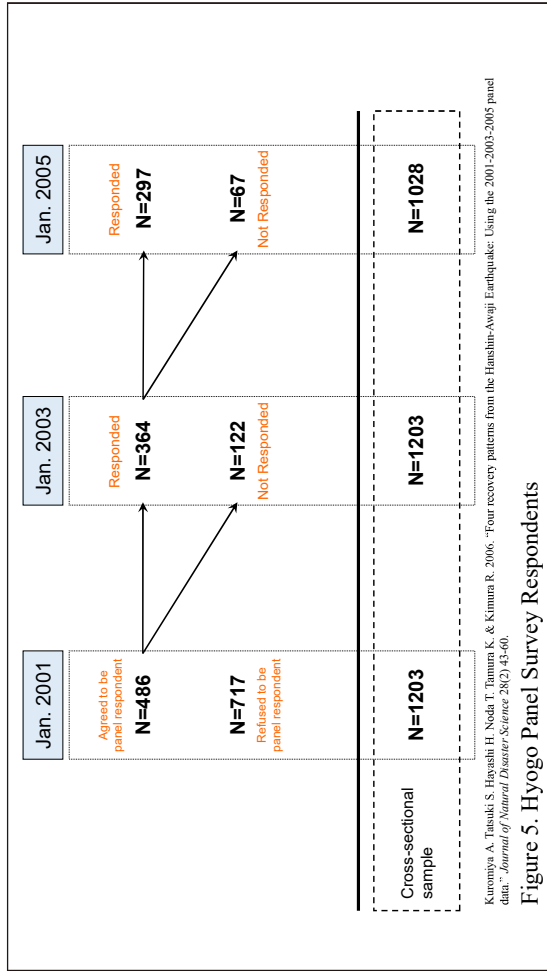 Jan. 2001
Jan. 2003
Jan. 2005
Agreed to be
panel respondent
N=486
Responded
N=364
Responded
N=297
N=717
Refused to be
panel respondent
N=122
Not Responded
N=67
Not Responded
Cross-sectional
sample
N=1203
N=1203
N=1028
Kuromiya A. Tatsuki S. Hayashi H. Noda T. Tamura K. & Kimura R. 2006. “Four recovery patterns from the Hanshin-Awaji Earthquake: Using the 2001-2003-2005 panel
data.” Journal of Natural Disaster Science 28(2) 43-60.
Figure 5. Hyogo Panel Survey Respondents